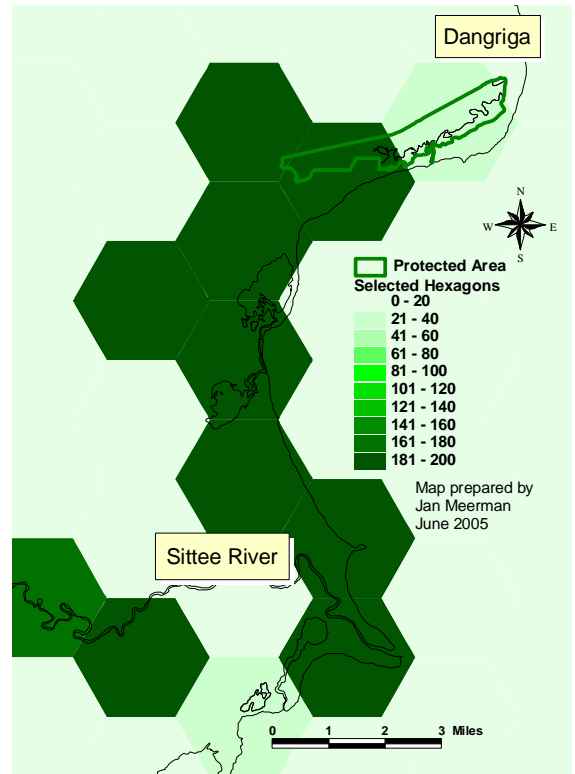 Dangriga
N
W E
S
Protected Area
Selected Hexagons
0 - 20
21 - 40
41 - 60
61 - 80
81 - 100
101 - 120
121 - 140
141 - 160
161 - 180
181 - 200
Map prepared by
Jan Meerman
June 2005
Sittee River
0 1 2 3 Miles